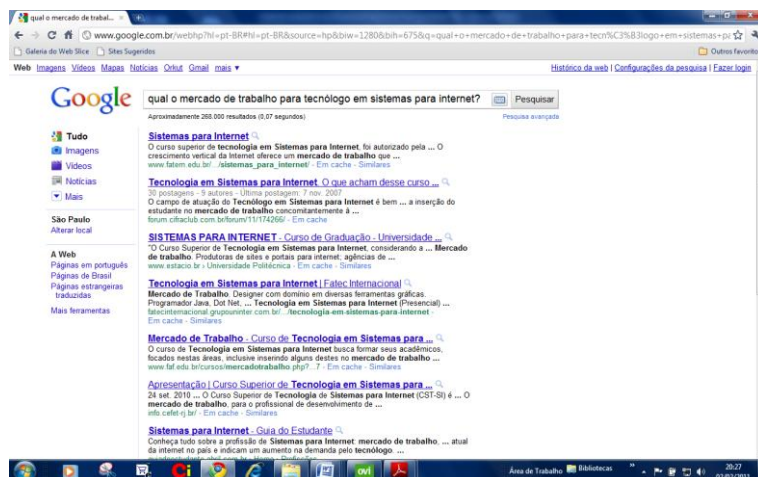 qual o mercado de trabal...
www.google.com.br/webhp?hl=pt-BR#hl=pt-BR&source=hp&biw=1280&bih=675&q=qual+o+mercado+de+trabalho+para+tecn%C3%B3logo+em+sistemas+pa
Galeria do Web Slice Sites Sugeridos Outros favoritos
Web Imagens Vídeos Mapas Notícias Orkut Gmail mais ▼ Histórico da web | Configurações da pesquisa | Fazer login
Google
qual o mercado de trabalho para tecnólogo em sistemas para internet? Pesquisar
Aproximadamente 268.000 resultados (0,07 segundos) Pesquisa avançada
Tudo
Imagens
Vídeos
Notícias
Mais
São Paulo
Alterar local
A Web
Páginas em português
Páginas de Brasil
Páginas estrangeiras
traduzidas
Mais ferramentas
Sistemas para Internet
O curso superior de tecnologia em Sistemas para Internet, foi autorizado pela ... O
crescimento vertical da Internet oferece um mercado de trabalho que ...
www.fatem.edu.br/.../sistemas_para_internet/ - Em cache - Similares
Tecnologia em Sistemas para Internet. O que acham desse curso ...
30 postagens - 9 autores - Última postagem: 7 nov. 2007
O campo de atuação do Tecnólogo em Sistemas para Internet é bem ... a inserção do
estudante no mercado de trabalho concomitantemente à ...
forum.cifraclub.com.br/forum/11/174266/ - Em cache
SISTEMAS PARA INTERNET - Curso de Graduação - Universidade ...
"O Curso Superior de Tecnologia em Sistemas para Internet, considerando a ... Mercado
de trabalho. Produtoras de sites e portais para internet; agências de ...
www.estacio.br › Universidade Politécnica - Em cache - Similares
Tecnologia em Sistemas para Internet | Fatec Internacional
Mercado de Trabalho. Designer com domínio em diversas ferramentas gráficas.
Programador Java, Dot Net, ... Tecnologia em Sistemas para Internet (Presencial) ...
fatecinternacional.grupouninter.com.br/.../tecnologia-em-sistemas-para-internet -
Em cache - Similares
Mercado de Trabalho - Curso de Tecnologia em Sistemas para ...
O curso de Tecnologia em Sistemas para Internet busca formar seus acadêmicos,
focados nestas áreas, inclusive inserindo alguns destes no mercado de trabalho ...
www.faf.edu.br/cursos/mercadotrabalho.php?...7 - Em cache - Similares
Apresentação | Curso Superior de Tecnologia em Sistemas para ...
24 set. 2010 ... O Curso Superior de Tecnologia de Sistemas para Internet (CST-SI) é ... O
mercado de trabalho, para o profissional de desenvolvimento de ...
info.cefet-rj.br/ - Em cache - Similares
Sistemas para Internet - Guia do Estudante
Conheça tudo sobre a profissão de Sistemas para Internet: mercado de trabalho, ... atual
da internet no país e indicam um aumento na demanda pelo tecnólogo. ...
ovi
Área de Trabalho Bibliotecas 20:27